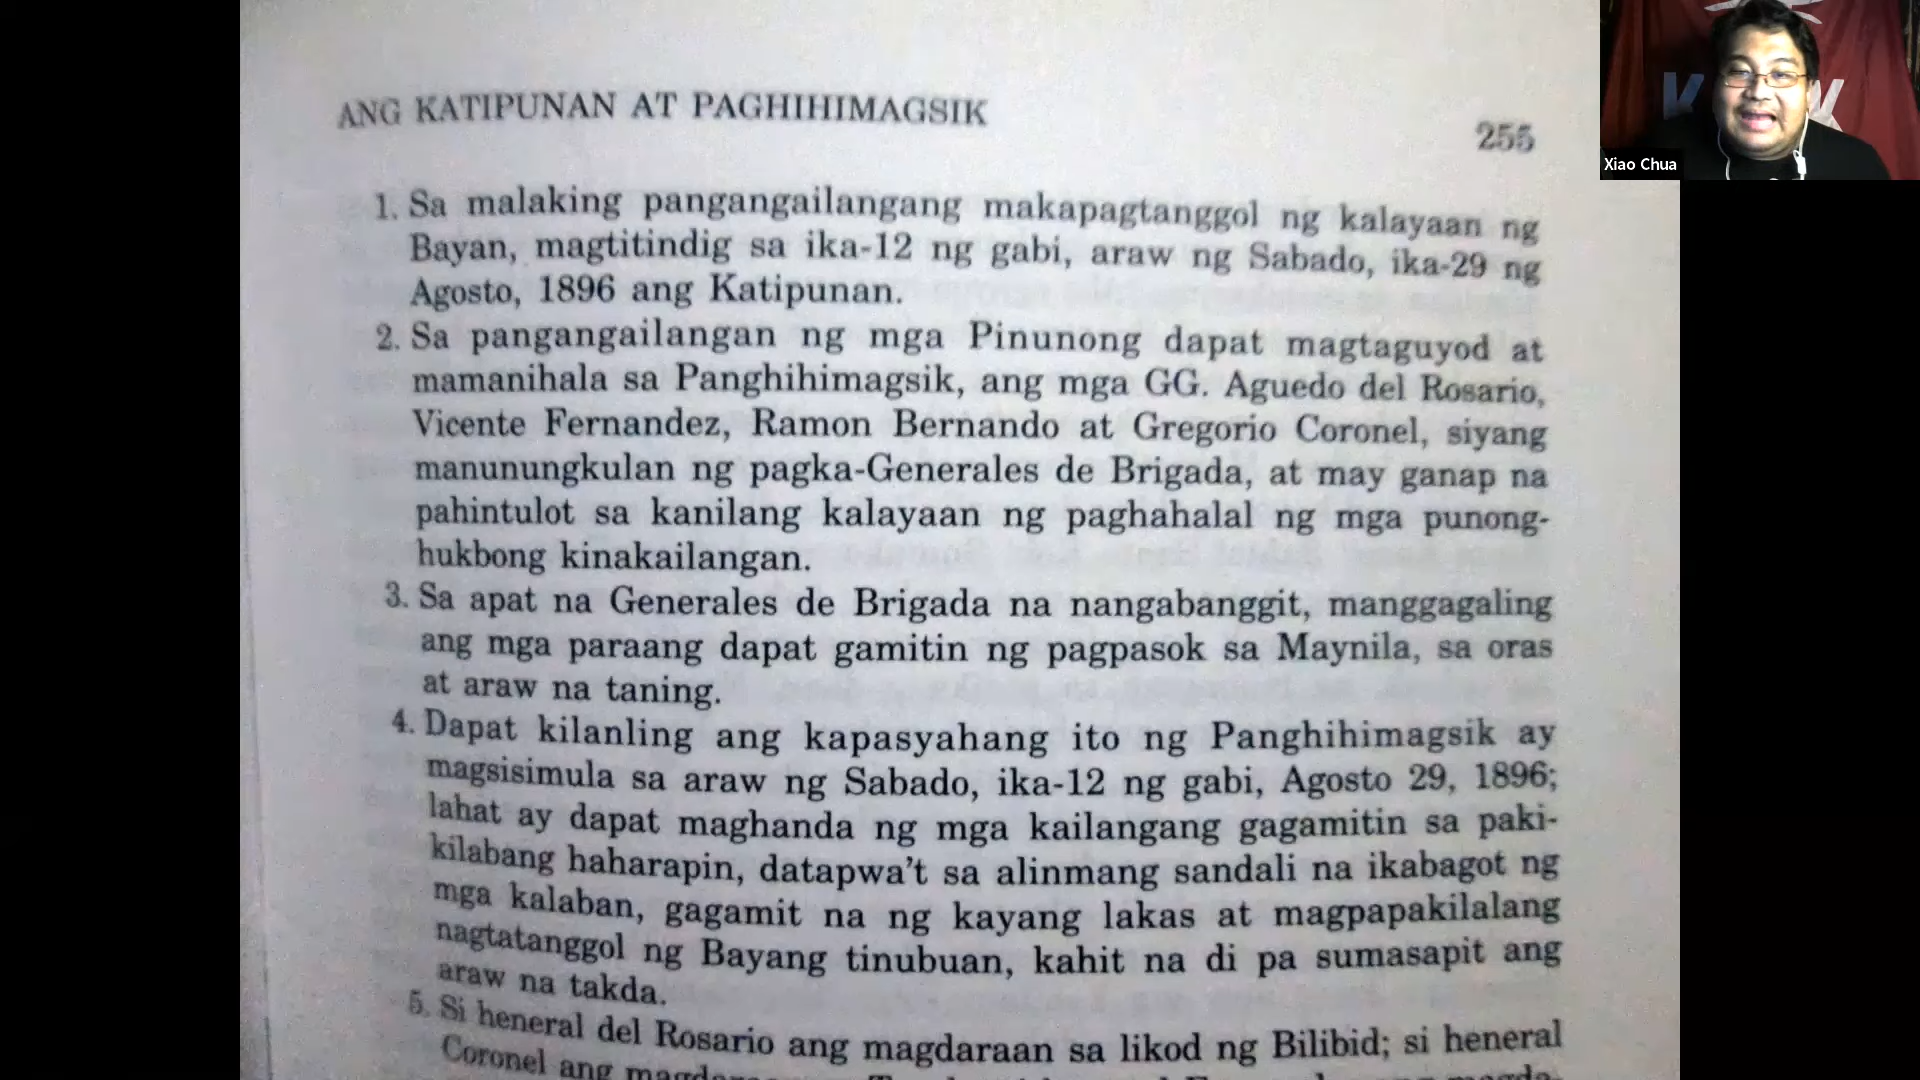 ANG KATIPUNAN AT PAGHIHIMAGSIK
255
1. Sa malaking pangangailangang makapagtanggol ng kalayaan ng
Bayan, magtitindig sa ika-12 ng gabi, araw ng Sabado, ika-29 ng
Agosto, 1896 ang Katipunan.
2. Sa pangangailangan ng mga Pinunong dapat magtaguyod at
mamanihala sa Panghihimagsik, ang mga GG. Aguedo del Rosario,
Vicente Fernandez, Ramon Bernando at Gregorio Coronel, siyang
manunungkulan ng pagka-Generales de Brigada, at may ganap na
pahintulot sa kanilang kalayaan ng paghahalal ng mga punong-
hukbong kinakailangan.
3. Sa apat na Generales de Brigada na nangabanggit, manggagaling
ang mga paraang dapat gamitin ng pagpasok sa Maynila, sa oras
at araw na taning.
4. Dapat kilanling ang kapasyahang ito ng Panghihimagsik ay
magsisimula sa araw ng Sabado, ika-12 ng gabi, Agosto 29, 1896;
lahat ay dapat maghanda ng mga kailangang gagamitin sa paki-
kilabang haharapin, datapwa't sa alinmang sandali na ikabagot ng
mga kalaban, gagamit na ng kayang lakas at magpapakilalang
nagtatanggol ng Bayang tinubuan, kahit na di pa sumasapit ang
araw na takda.
5. Si heneral del Rosario ang magdaraan sa likod ng Bilibid; si heneral
Coronel ang
Xiao Chua